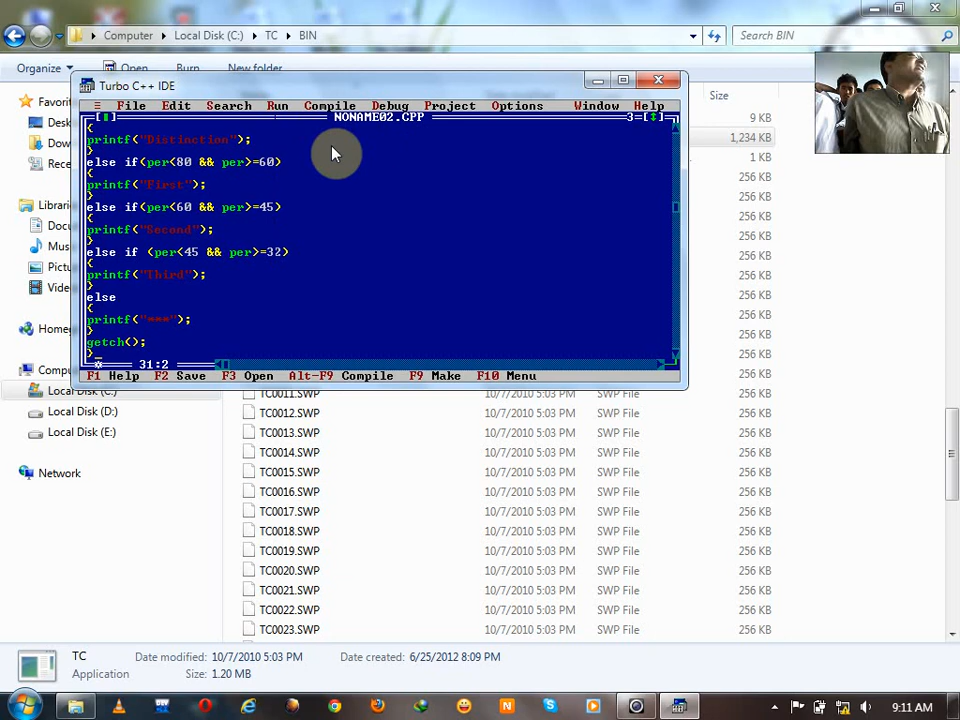 Computer Local Disk (C:) TC BIN
Search BIN
Organize Open Burn New folder
Favori
Desk
Dow
Rece
Librari
Docu
Mus
Pictu
Vide
Home
Compu
Local Disk (C:)
Local Disk (D:)
Local Disk (E:)
Network
Turbo C++ IDE
≡ File Edit Search Run Compile Debug Project Options Window Help
NONAME02.CPP 3
{
printf("Distinction");
}
else if(per<80 && per>=60)
{
printf("First");
}
else if(per<60 && per>=45)
{
printf("Second");
}
else if (per<45 && per>=32)
{
printf("Third");
}
else
{
printf("===");
}
getch();
}_
31:2
F1 Help F2 Save F3 Open Alt-F9 Compile F9 Make F10 Menu
Size
9 KB
1,234 KB
1 KB
256 KB
256 KB
256 KB
256 KB
256 KB
256 KB
256 KB
256 KB
256 KB
256 KB
TC0011.SWP 10/7/2010 5:03 PM SWP File 256 KB
TC0012.SWP 10/7/2010 5:03 PM SWP File 256 KB
TC0013.SWP 10/7/2010 5:03 PM SWP File 256 KB
TC0014.SWP 10/7/2010 5:03 PM SWP File 256 KB
TC0015.SWP 10/7/2010 5:03 PM SWP File 256 KB
TC0016.SWP 10/7/2010 5:03 PM SWP File 256 KB
TC0017.SWP 10/7/2010 5:03 PM SWP File 256 KB
TC0018.SWP 10/7/2010 5:03 PM SWP File 256 KB
TC0019.SWP 10/7/2010 5:03 PM SWP File 256 KB
TC0020.SWP 10/7/2010 5:03 PM SWP File 256 KB
TC0021.SWP 10/7/2010 5:03 PM SWP File 256 KB
TC0022.SWP 10/7/2010 5:03 PM SWP File 256 KB
TC0023.SWP 10/7/2010 5:03 PM SWP File 256 KB
TC Date modified: 10/7/2010 5:03 PM Date created: 6/25/2012 8:09 PM
Application Size: 1.20 MB
9:11 AM